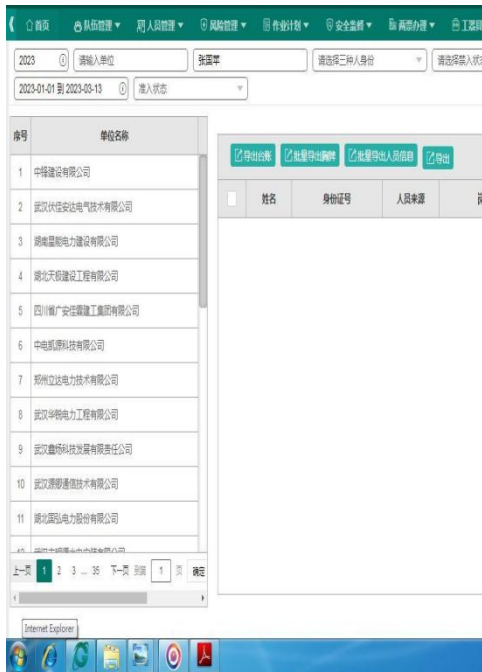 首页 队伍管理 人员管理 风险管理 作业计划 安全监督 两票办理 工器具
2023 请输入单位 张国军 请选择三种人身份 请选择禁入状态
2023-01-01 到 2023-03-13 准入状态
序号 单位名称
导出台账 批量导出胸牌 批量导出人员信息 导出
姓名 身份证号 人员来源
1 中铎建设有限公司
2 武汉伏佳安达电气技术有限公司
3 湖南星能电力建设有限公司
4 湖北天极建设工程有限公司
5 四川省广安佳霖建工集团有限公司
6 中电凯源科技有限公司
7 郑州立达电力技术有限公司
8 武汉华锐电力工程有限公司
9 武汉鑫炀科技发展有限责任公司
10 武汉源郡通信技术有限公司
11 湖北国弘电力股份有限公司
上一页 1 2 3 … 35 下一页 到第 1 页 确定
Internet Explorer